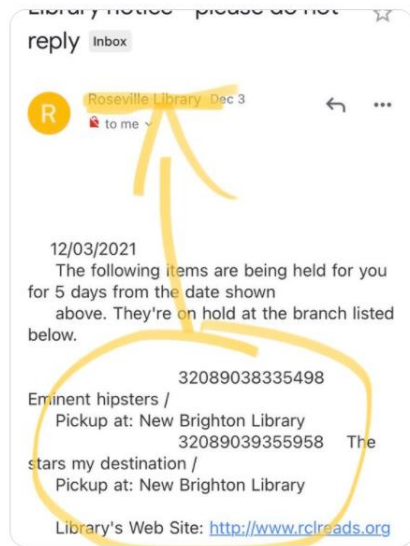 Library notice - please do not
reply Inbox
R
Roseville Library Dec 3
to me
12/03/2021
The following items are being held for you
for 5 days from the date shown
above. They're on hold at the branch listed
below.
32089038335498
Eminent hipsters /
Pickup at: New Brighton Library
32089039355958 The
stars my destination /
Pickup at: New Brighton Library
Library's Web Site: http://www.rclreads.org